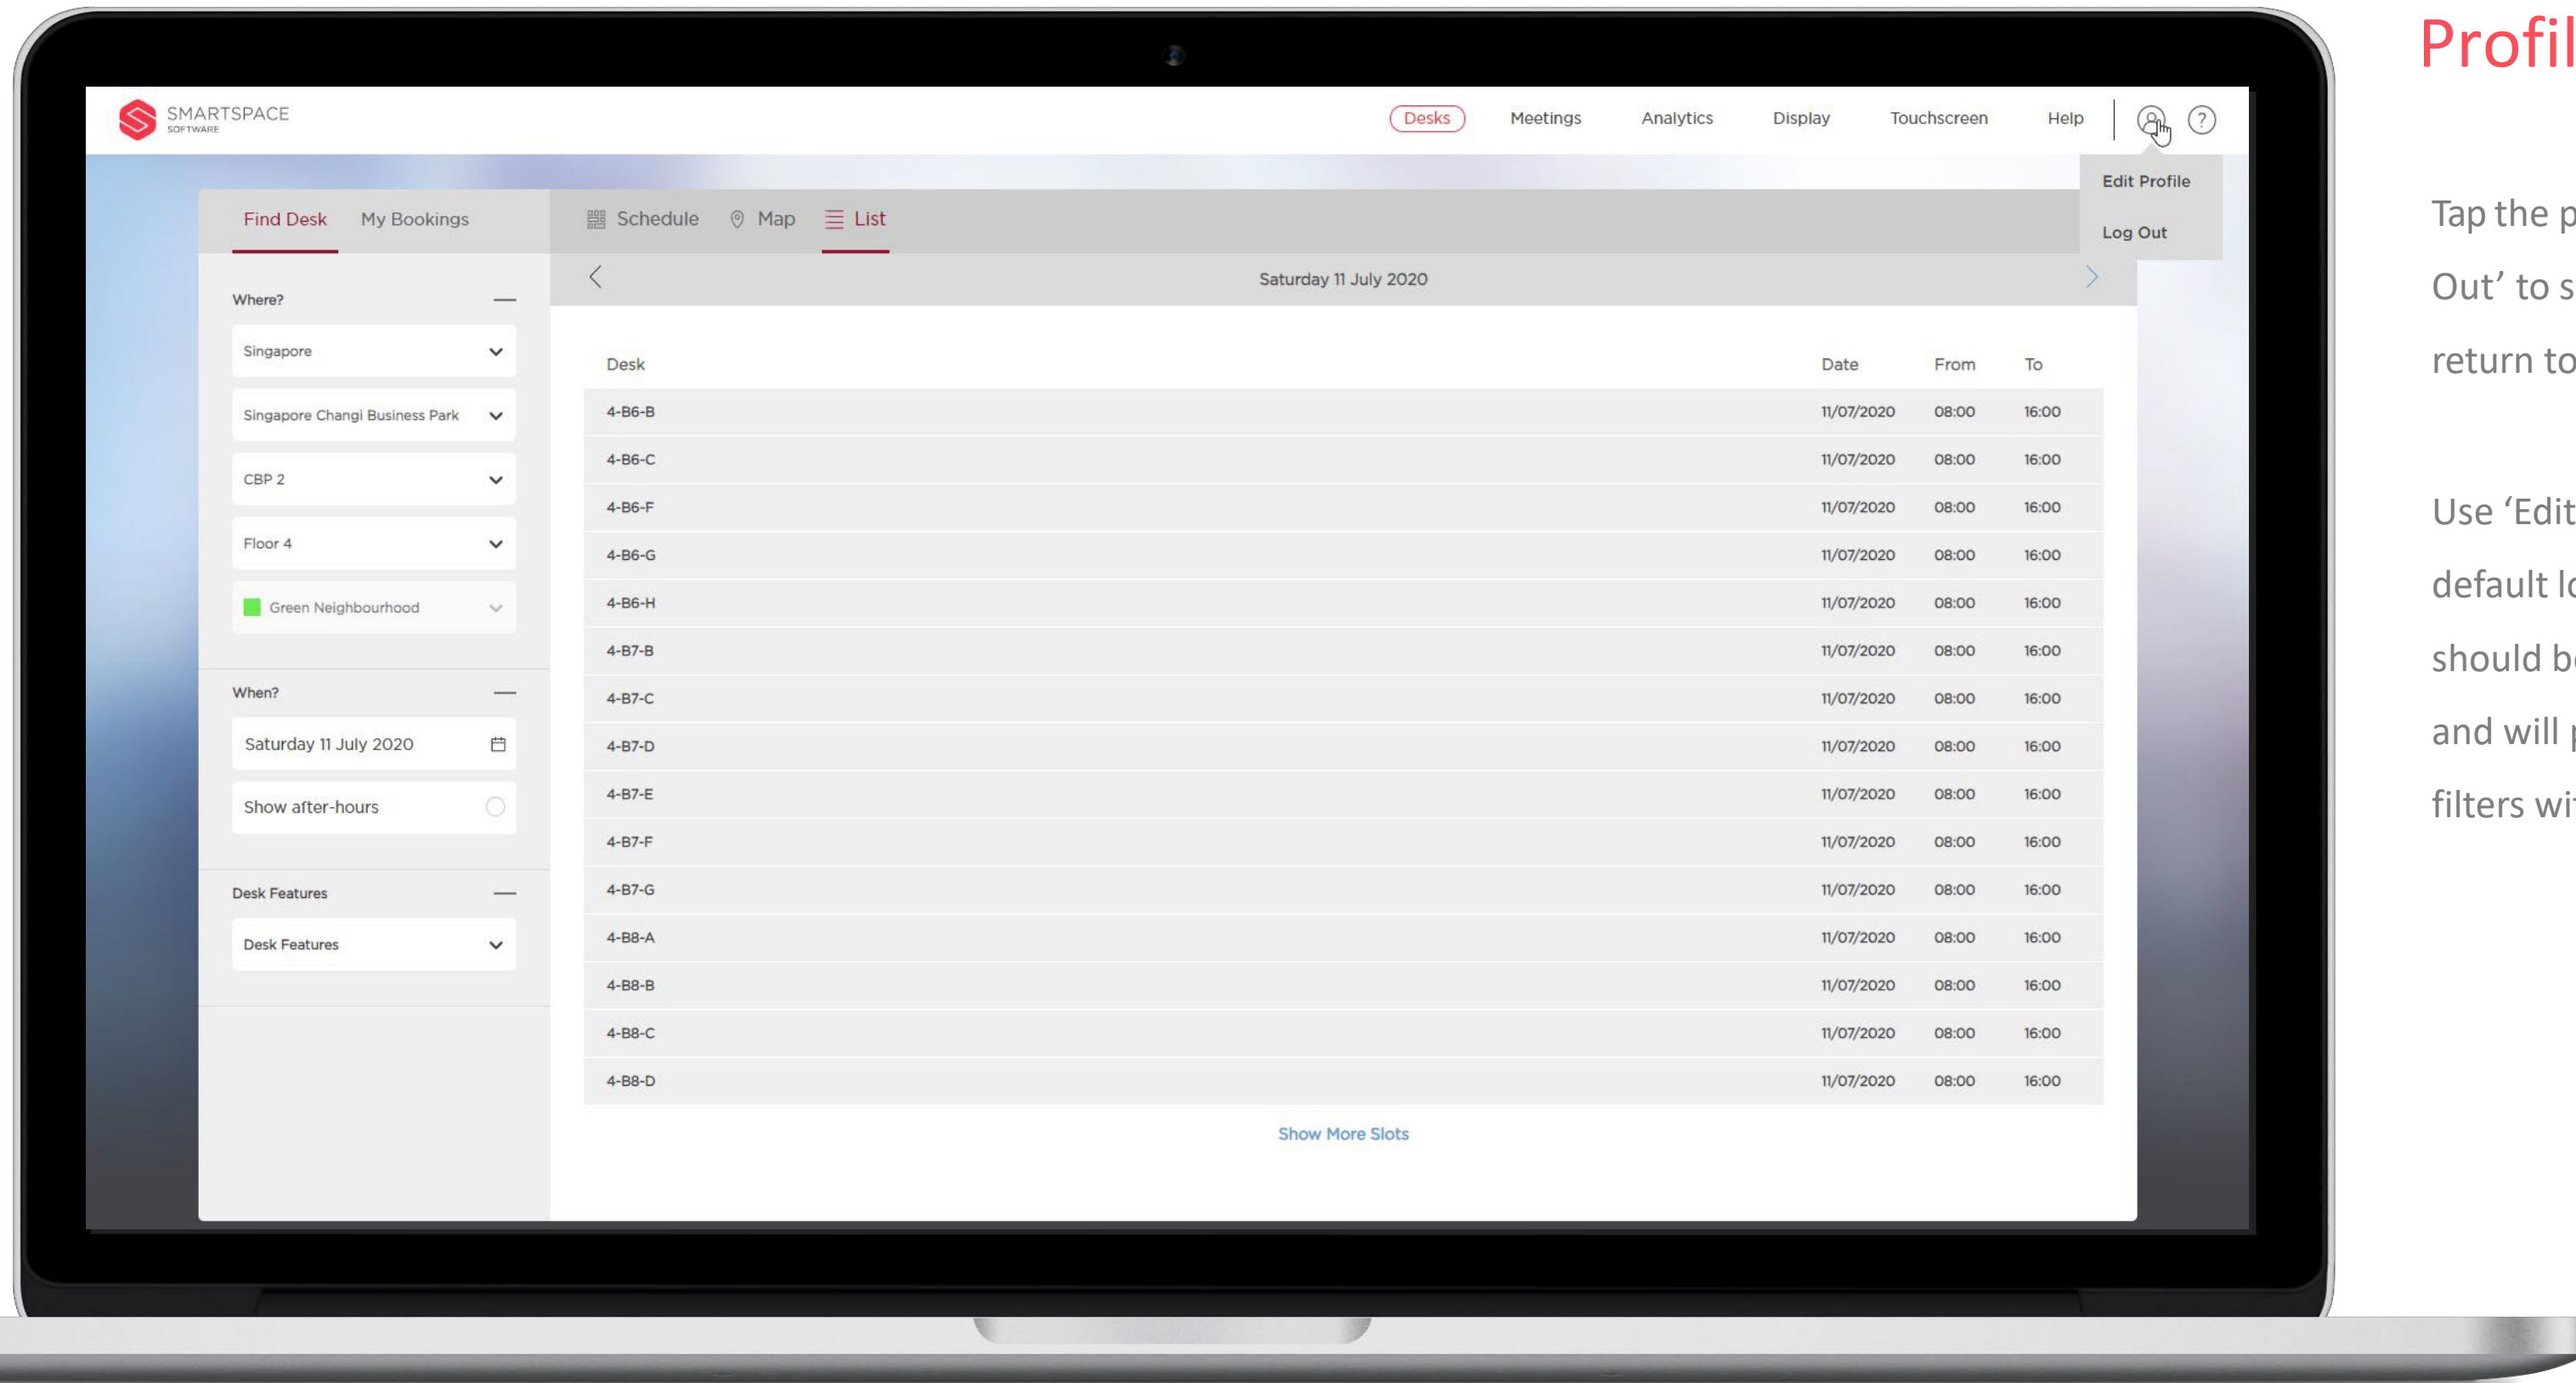 SMARTSPACE
SOFTWARE
Desks Meetings Analytics Display Touchscreen Help ?
Edit Profile
Log Out
Find Desk My Bookings
Schedule Map List
Saturday 11 July 2020
Where?
Singapore
Singapore Changi Business Park
CBP 2
Floor 4
Green Neighbourhood
When?
Saturday 11 July 2020
Show after-hours
Desk Features
Desk Features
Desk Date From To
4-B6-B 11/07/2020 08:00 16:00
4-B6-C 11/07/2020 08:00 16:00
4-B6-F 11/07/2020 08:00 16:00
4-B6-G 11/07/2020 08:00 16:00
4-B6-H 11/07/2020 08:00 16:00
4-B7-B 11/07/2020 08:00 16:00
4-B7-C 11/07/2020 08:00 16:00
4-B7-D 11/07/2020 08:00 16:00
4-B7-E 11/07/2020 08:00 16:00
4-B7-F 11/07/2020 08:00 16:00
4-B7-G 11/07/2020 08:00 16:00
4-B8-A 11/07/2020 08:00 16:00
4-B8-B 11/07/2020 08:00 16:00
4-B8-C 11/07/2020 08:00 16:00
4-B8-D 11/07/2020 08:00 16:00
Show More Slots
Tap the
Out’ to
return to
Use ‘Edit
default
should
and will
filters